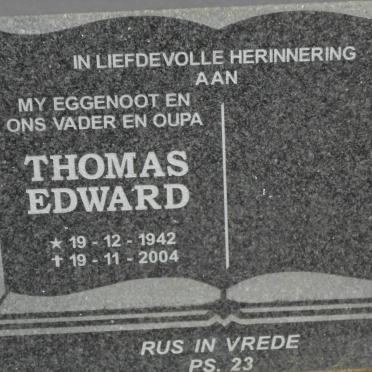 IN LIEFDEVOLLE HERINNERING
AAN
MY EGGENOOT EN
ONS VADER EN OUPA
THOMAS
EDWARD
★ 19 - 12 - 1942
✝ 19 - 11 - 2004
RUS IN VREDE
PS. 23